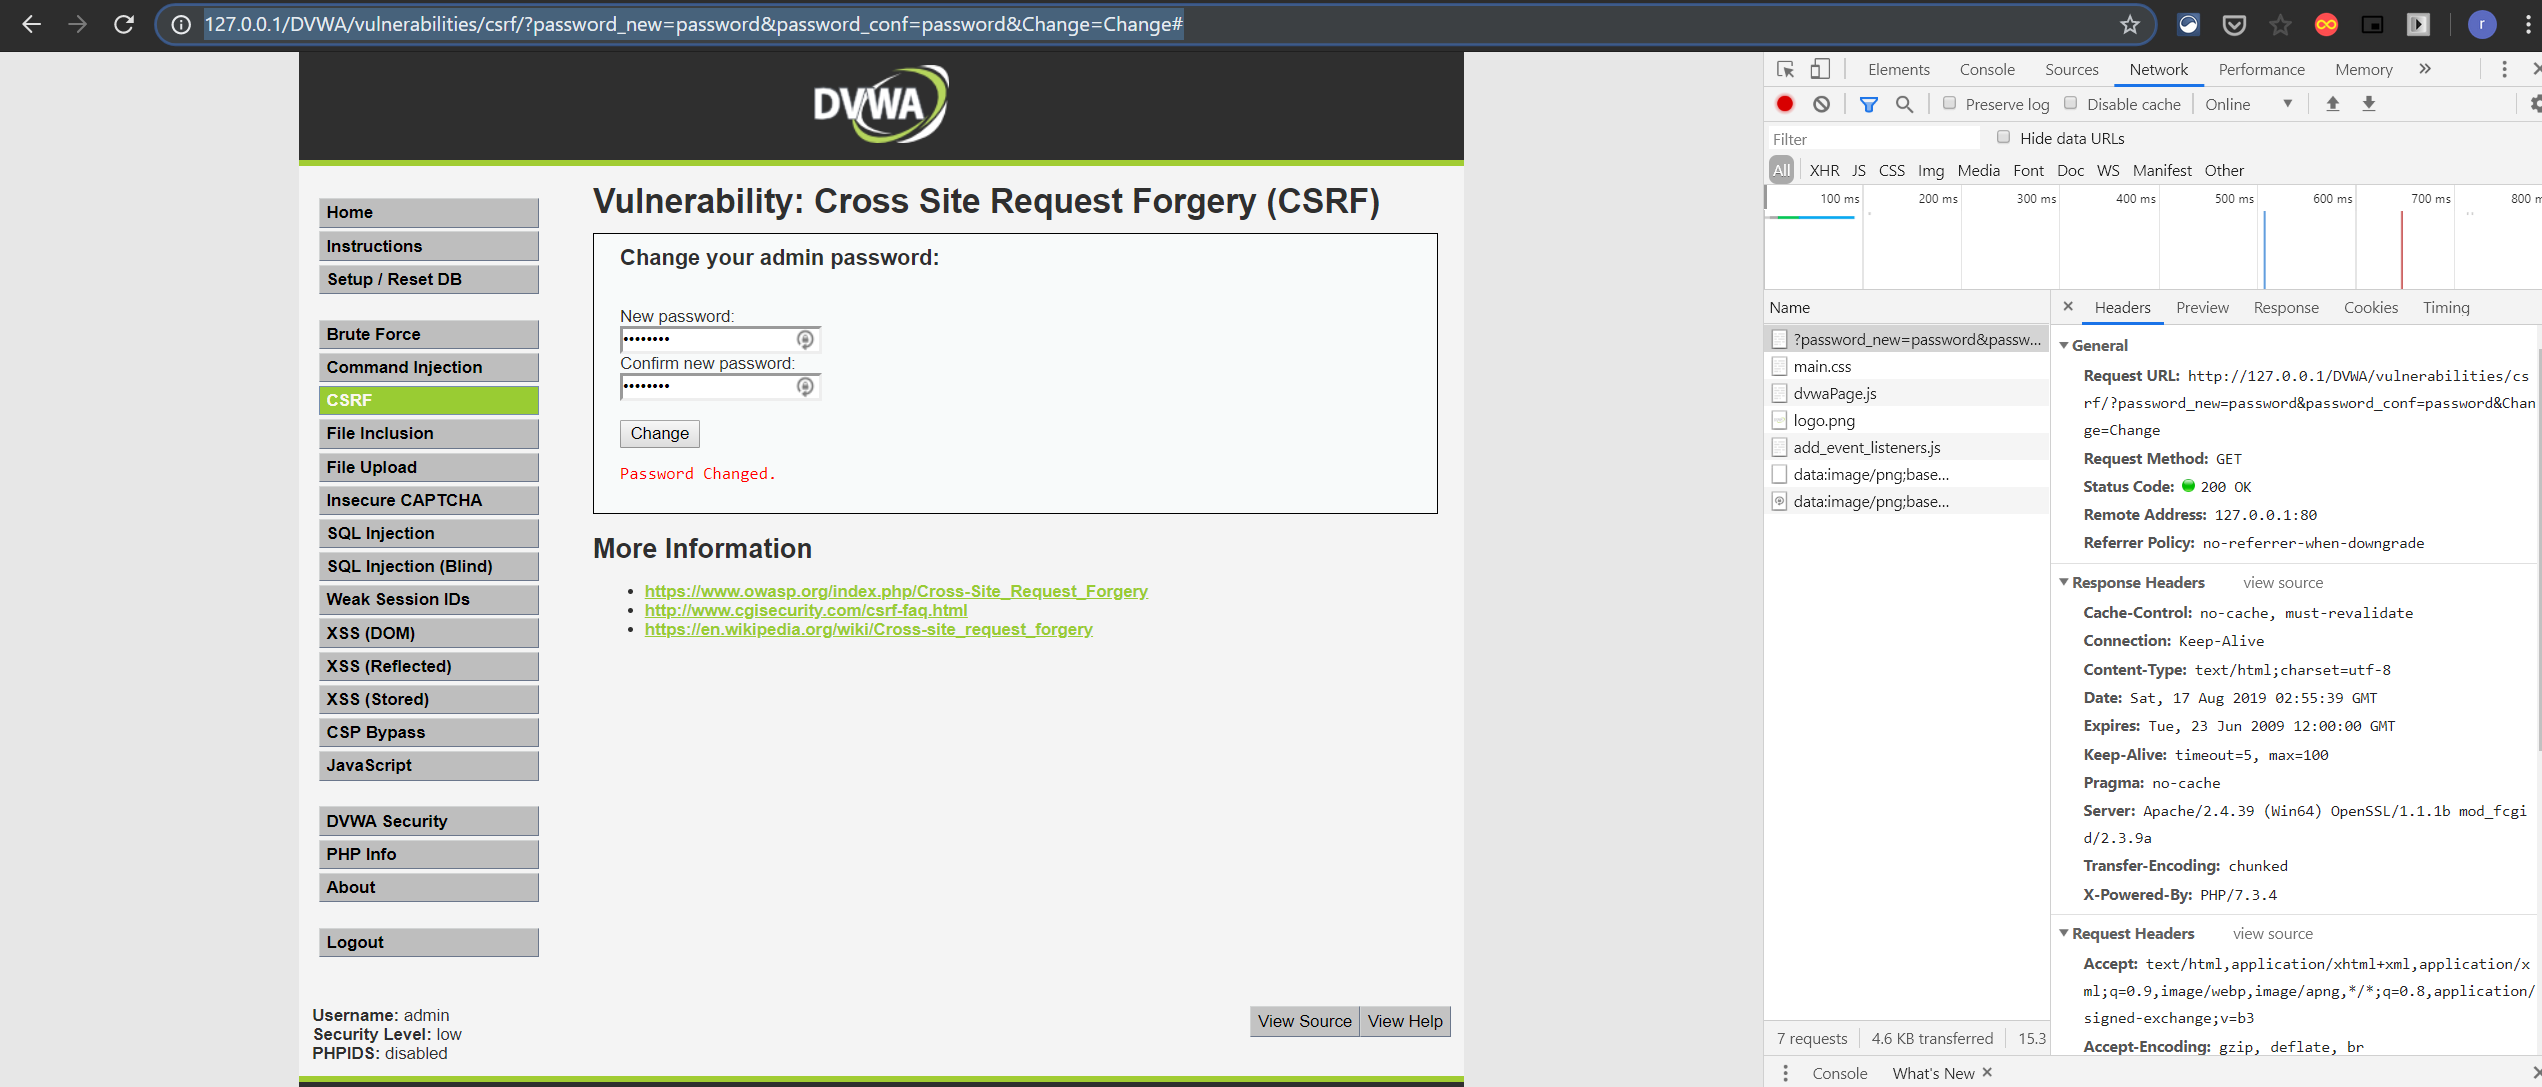 127.0.0.1/DVWA/vulnerabilities/csrf/?password_new=password&password_conf=password&Change=Change#
r
DVWA
Home
Instructions
Setup / Reset DB
Brute Force
Command Injection
CSRF
File Inclusion
File Upload
Insecure CAPTCHA
SQL Injection
SQL Injection (Blind)
Weak Session IDs
XSS (DOM)
XSS (Reflected)
XSS (Stored)
CSP Bypass
JavaScript
DVWA Security
PHP Info
About
Logout
Vulnerability: Cross Site Request Forgery (CSRF)
Change your admin password:
New password:
••••••••
Confirm new password:
••••••••
Change
Password Changed.
More Information
• https://www.owasp.org/index.php/Cross-Site_Request_Forgery
• http://www.cgisecurity.com/csrf-faq.html
• https://en.wikipedia.org/wiki/Cross-site_request_forgery
Username: admin
Security Level: low
PHPIDS: disabled
View Source View Help
Elements Console Sources Network Performance Memory »
Preserve log Disable cache Online
Filter Hide data URLs
All XHR JS CSS Img Media Font Doc WS Manifest Other
100 ms 200 ms 300 ms 400 ms 500 ms 600 ms 700 ms 800 m
Name
?password_new=password&passw...
main.css
dvwaPage.js
logo.png
add_event_listeners.js
data:image/png;base...
data:image/png;base...
7 requests 4.6 KB transferred 15.3
Headers Preview Response Cookies Timing
General
Request URL: http://127.0.0.1/DVWA/vulnerabilities/cs
rf/?password_new=password&password_conf=password&Chan
ge=Change
Request Method: GET
Status Code: 200 OK
Remote Address: 127.0.0.1:80
Referrer Policy: no-referrer-when-downgrade
Response Headers view source
Cache-Control: no-cache, must-revalidate
Connection: Keep-Alive
Content-Type: text/html;charset=utf-8
Date: Sat, 17 Aug 2019 02:55:39 GMT
Expires: Tue, 23 Jun 2009 12:00:00 GMT
Keep-Alive: timeout=5, max=100
Pragma: no-cache
Server: Apache/2.4.39 (Win64) OpenSSL/1.1.1b mod_fcgi
d/2.3.9a
Transfer-Encoding: chunked
X-Powered-By: PHP/7.3.4
Request Headers view source
Accept: text/html,application/xhtml+xml,application/x
ml;q=0.9,image/webp,image/apng,*/*;q=0.8,application/
signed-exchange;v=b3
Accept-Encoding: gzip, deflate, br
Console What's New